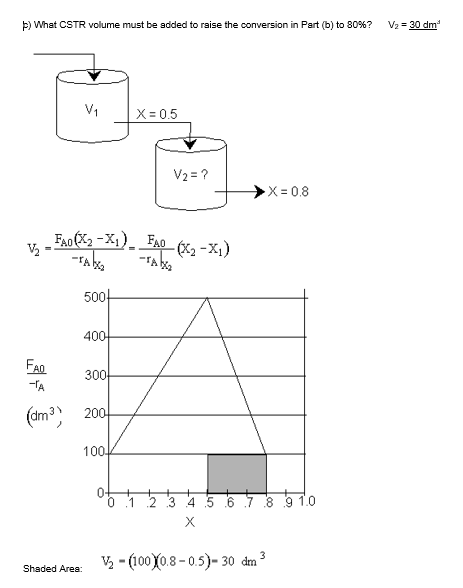 b) What CSTR volume must be added to raise the conversion in Part (b) to 80%? V₂ = 30 dm³
V₁
X = 0.5
V₂ = ?
X = 0.8
V₂ = F_A0(X₂ - X₁) / -r_A|X₂ = F_A0 / -r_A|X₂ (X₂ - X₁)
500
400
300
200
100
0
F_A0
-r_A
(dm³)
0 .1 .2 .3 .4 .5 .6 .7 .8 .9 1.0
X
Shaded Area: V₂ = (100)(0.8 - 0.5) = 30 dm³